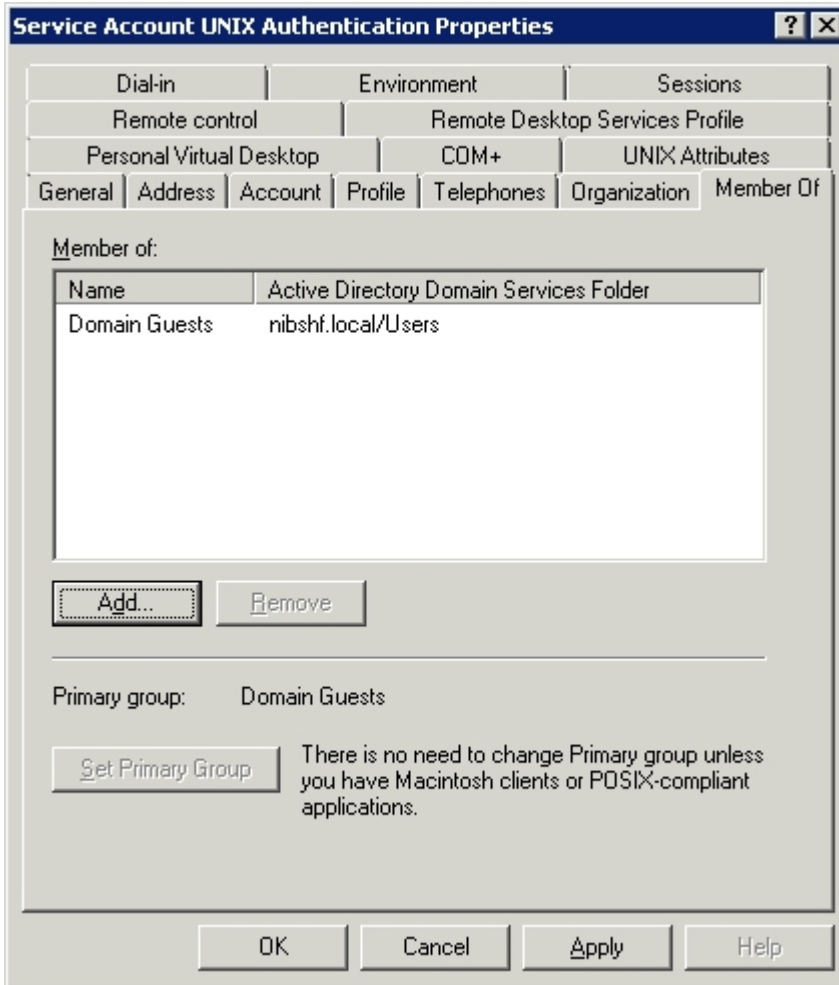 Service Account UNIX Authentication Properties
Dial-in Environment Sessions
Remote control Remote Desktop Services Profile
Personal Virtual Desktop COM+ UNIX Attributes
General Address Account Profile Telephones Organization Member Of
Member of:
Name Active Directory Domain Services Folder
Domain Guests nibshf.local/Users
Add... Remove
Primary group: Domain Guests
Set Primary Group
There is no need to change Primary group unless
you have Macintosh clients or POSIX-compliant
applications.
OK Cancel Apply Help